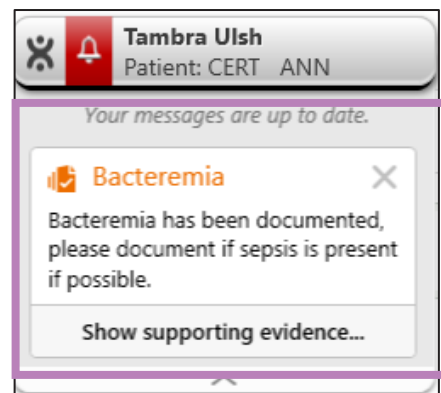 Tambra Ulsh
Patient: CERT ANN
Your messages are up to date.
Bacteremia
Bacteremia has been documented,
please document if sepsis is present
if possible.
Show supporting evidence...